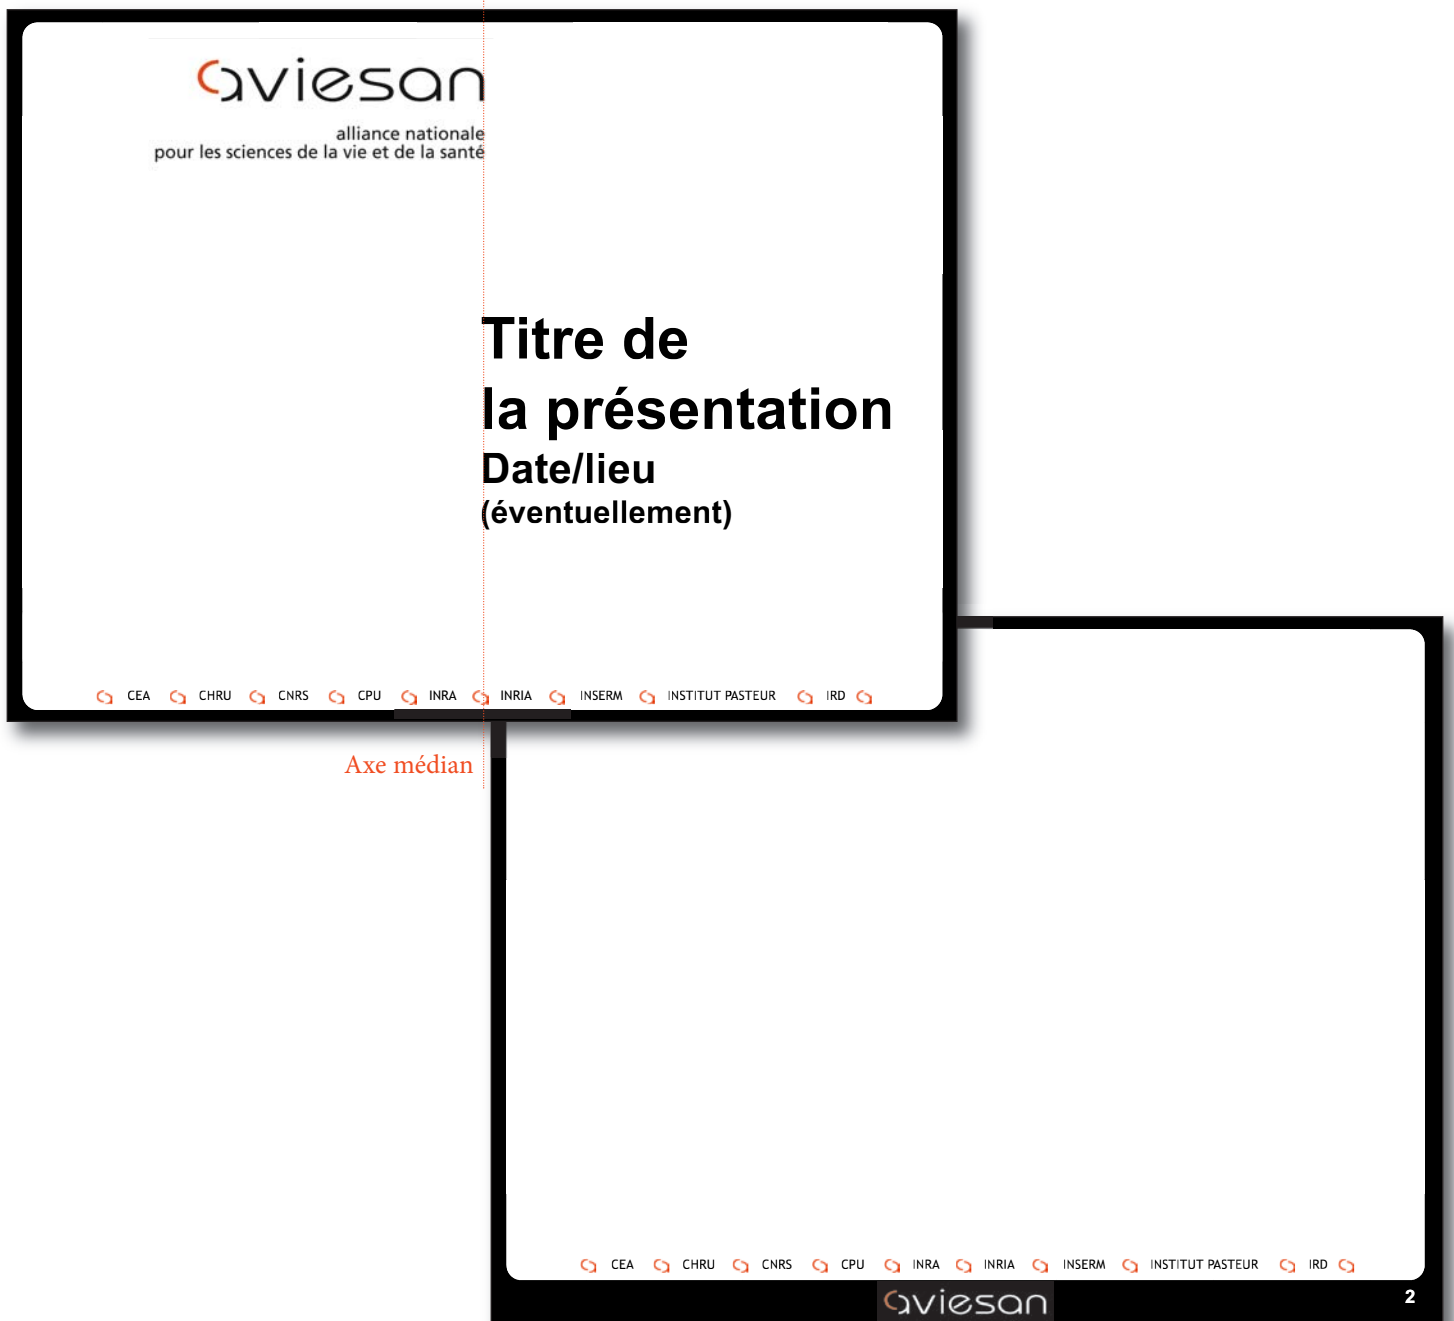 aviesan
alliance nationale
pour les sciences de la vie et de la santé
Titre de
la présentation
Date/lieu
(éventuellement)
CEA CHRU CNRS CPU INRA INRIA INSERM INSTITUT PASTEUR IRD
Axe médian
CEA CHRU CNRS CPU INRA INRIA INSERM INSTITUT PASTEUR IRD
aviesan
2